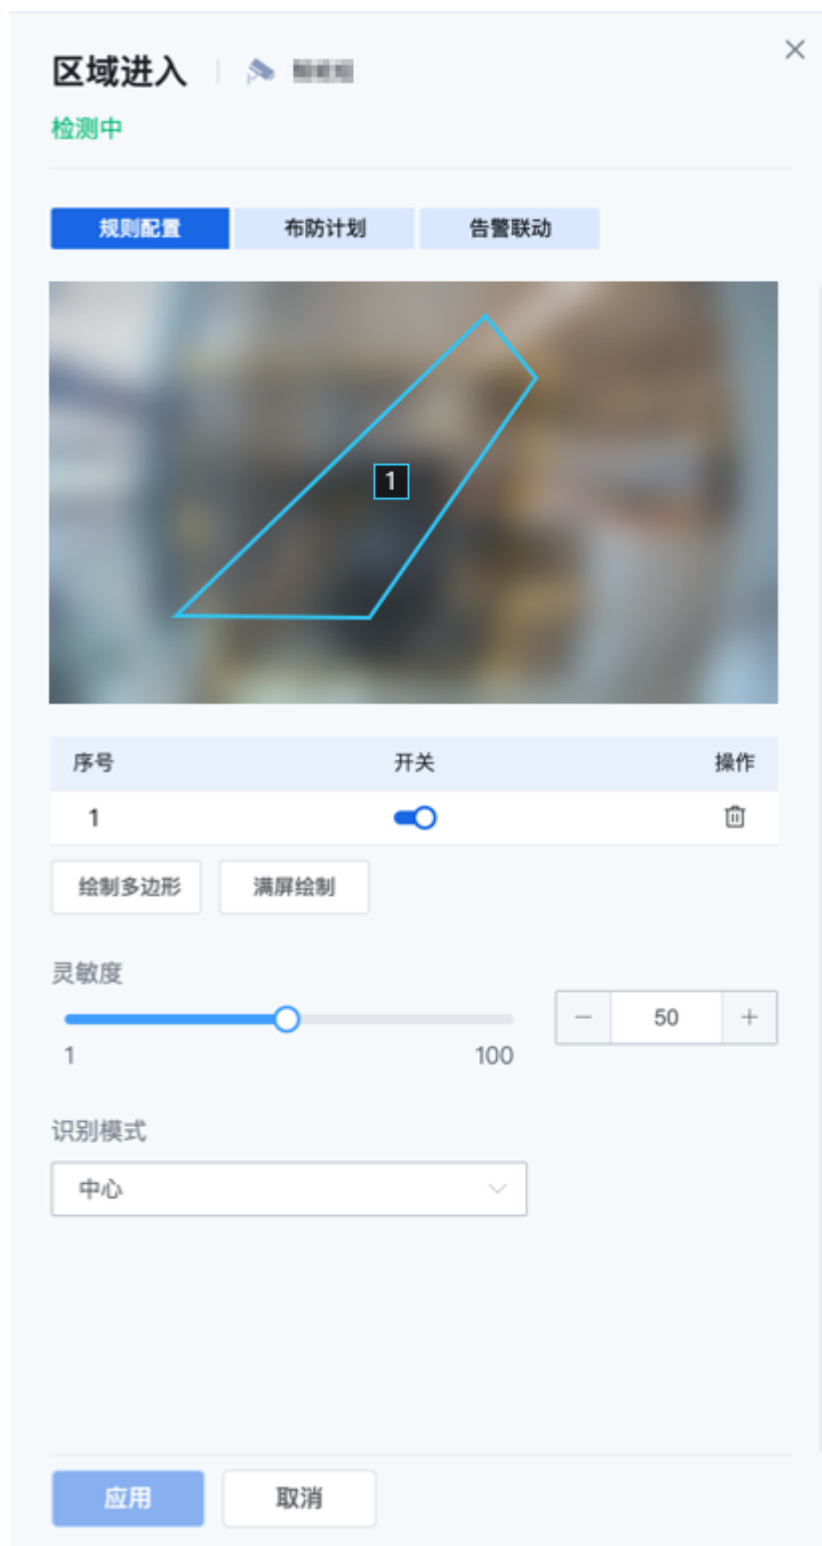 区域进入
检测中
规则配置 布防计划 告警联动
1
序号 开关 操作
1
绘制多边形 满屏绘制
灵敏度
50
1 100
识别模式
中心
应用 取消